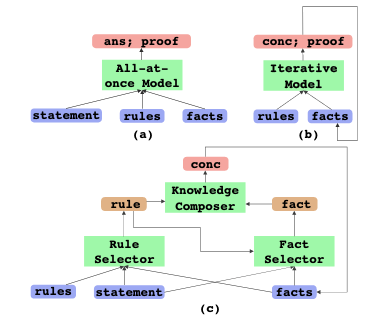 ans; proof
All-at-
once Model
statement
rules
facts
(a)
conc; proof
Iterative
Model
rules
facts
(b)
conc
Knowledge
Composer
rule
fact
Rule
Selector
Fact
Selector
rules
statement
facts
(c)